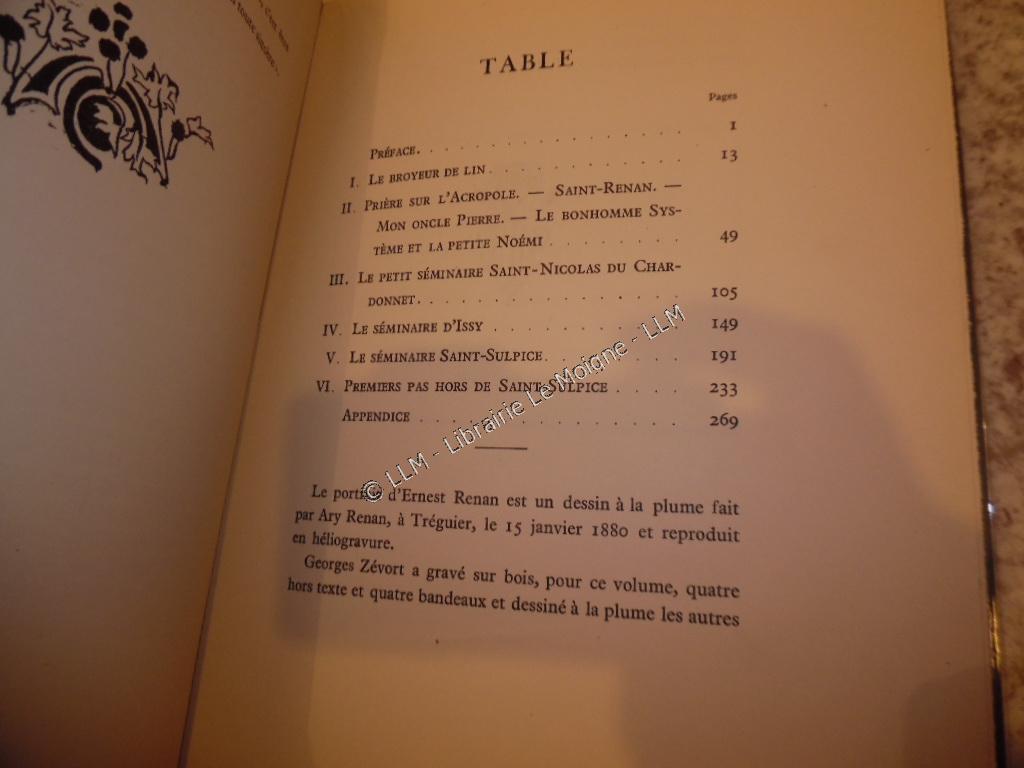 toute
TABLE
Pages
PRÉFACE. . . . . . . . . . . . . . 1
I. LE BROYEUR DE LIN. . . . . . . . . . 13
II. PRIÈRE SUR L'ACROPOLE. — SAINT-RENAN. —
MON ONCLE PIERRE. — LE BONHOMME SYS-
TÈME ET LA PETITE NOÉMI . . . . . . . 49
III. LE PETIT SÉMINAIRE SAINT-NICOLAS DU CHAR-
DONNET. . . . . . . . . . . . . . 105
IV. LE SÉMINAIRE D'ISSY . . . . . . . . . . 149
V. LE SÉMINAIRE SAINT-SULPICE. . . . . . . . 191
VI. PREMIERS PAS HORS DE SAINT-SULPICE . . . . 233
APPENDICE . . . . . . . . . . . . . . 269
Le portrait d'Ernest Renan est un dessin à la plume fait
par Ary Renan, à Tréguier, le 15 janvier 1880 et reproduit
en héliogravure.
Georges Zévort a gravé sur bois, pour ce volume, quatre
hors texte et quatre bandeaux et dessiné à la plume les autres
© LLM - Librairie Le Moigne - LLM